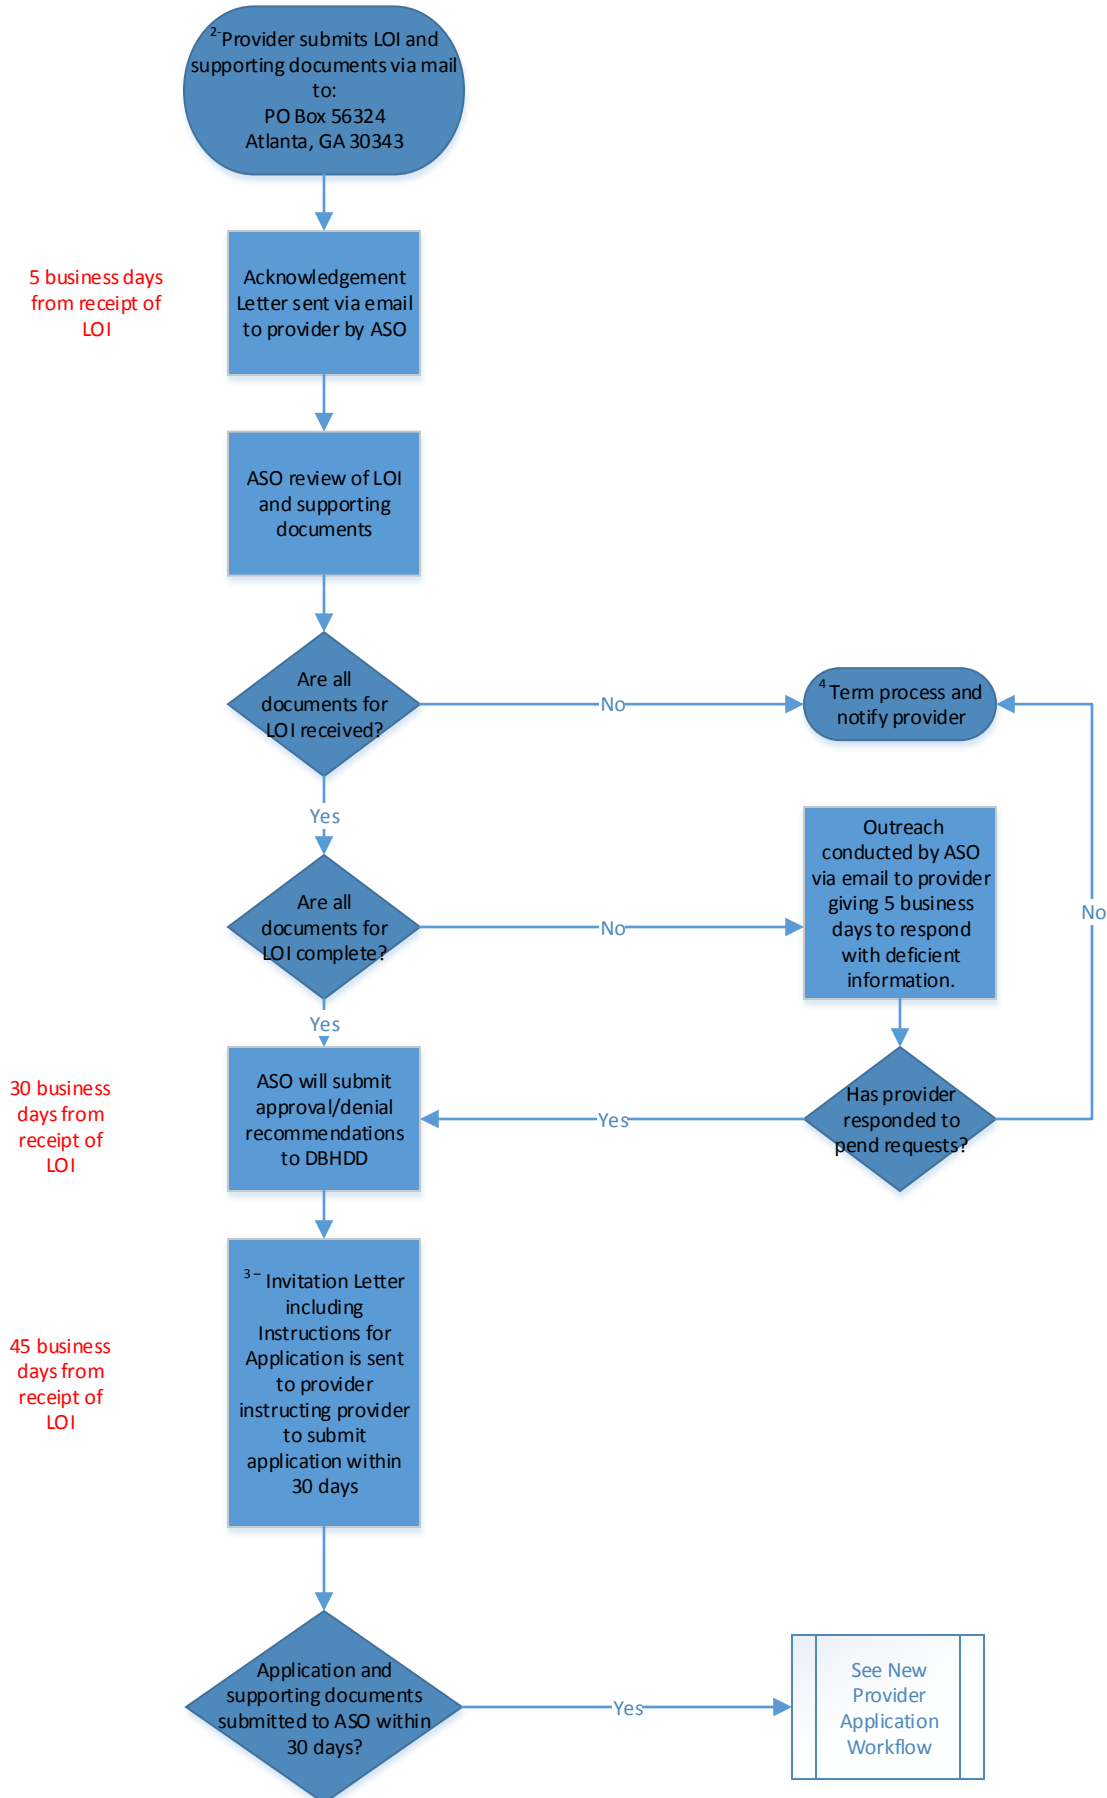 2-Provider submits LOI and
supporting documents via mail
to:
PO Box 56324
Atlanta, GA 30343
5 business days
from receipt of
LOI
Acknowledgement
Letter sent via email
to provider by ASO
ASO review of LOI
and supporting
documents
Are all
documents for
LOI received?
No
4 Term process and
notify provider
Yes
Are all
documents for
LOI complete?
No
Outreach
conducted by ASO
via email to provider
giving 5 business
days to respond
with deficient
information.
No
Yes
30 business
days from
receipt of
LOI
ASO will submit
approval/denial
recommendations
to DBHDD
Yes
Has provider
responded to
pend requests?
45 business
days from
receipt of
LOI
3 – Invitation Letter
including
Instructions for
Application is sent
to provider
instructing provider
to submit
application within
30 days
Application and
supporting documents
submitted to ASO within
30 days?
Yes
See New
Provider
Application
Workflow